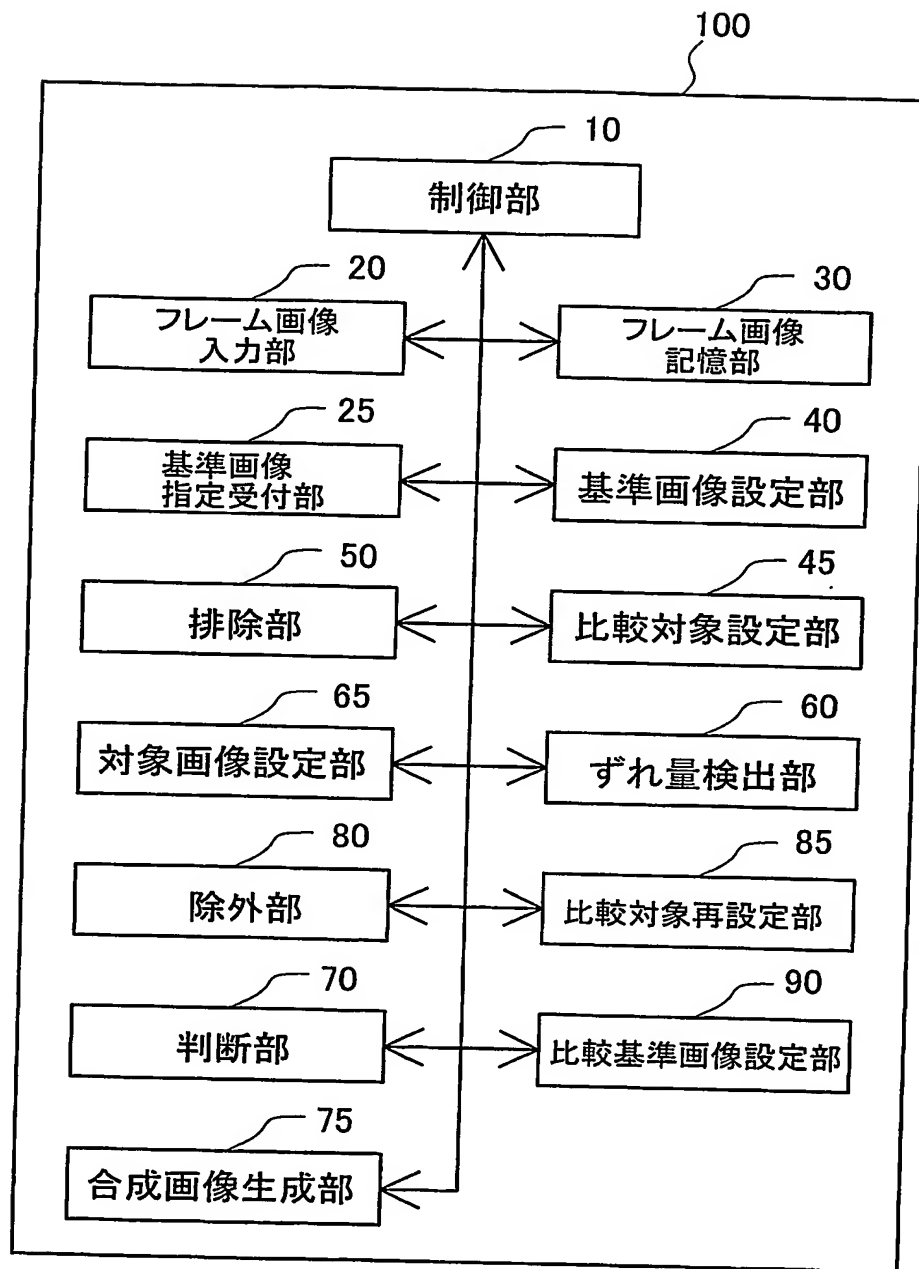 100
10
制御部
20
フレーム画像
入力部
30
フレーム画像
記憶部
25
基準画像
指定受付部
40
基準画像設定部
50
排除部
45
比較対象設定部
65
対象画像設定部
60
ずれ量検出部
80
除外部
85
比較対象再設定部
70
判断部
90
比較基準画像設定部
75
合成画像生成部